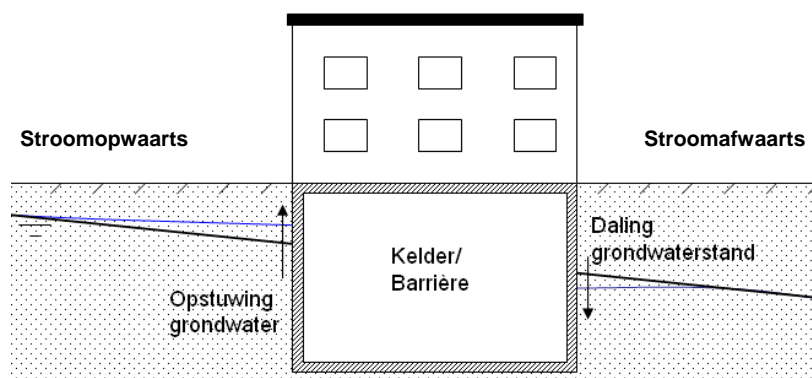 Stroomopwaarts
Stroomafwaarts
Opstuwing
grondwater
Kelder/
Barrière
Daling
grondwaterstand